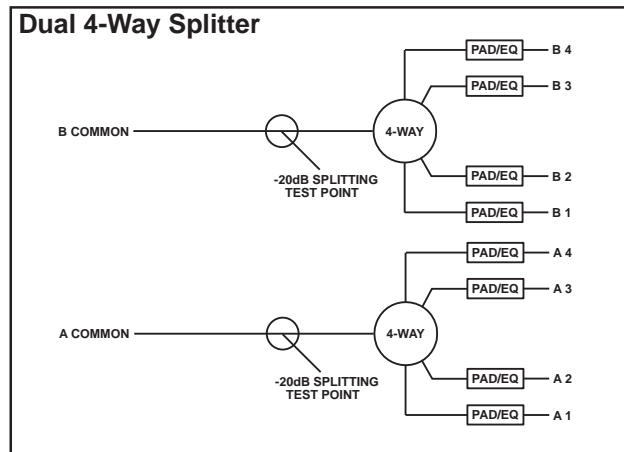 Dual 4-Way Splitter
PAD/EQ B 4
PAD/EQ B 3
B COMMON
4-WAY
-20dB SPLITTING
TEST POINT
PAD/EQ B 2
PAD/EQ B 1
PAD/EQ A 4
PAD/EQ A 3
A COMMON
4-WAY
-20dB SPLITTING
TEST POINT
PAD/EQ A 2
PAD/EQ A 1